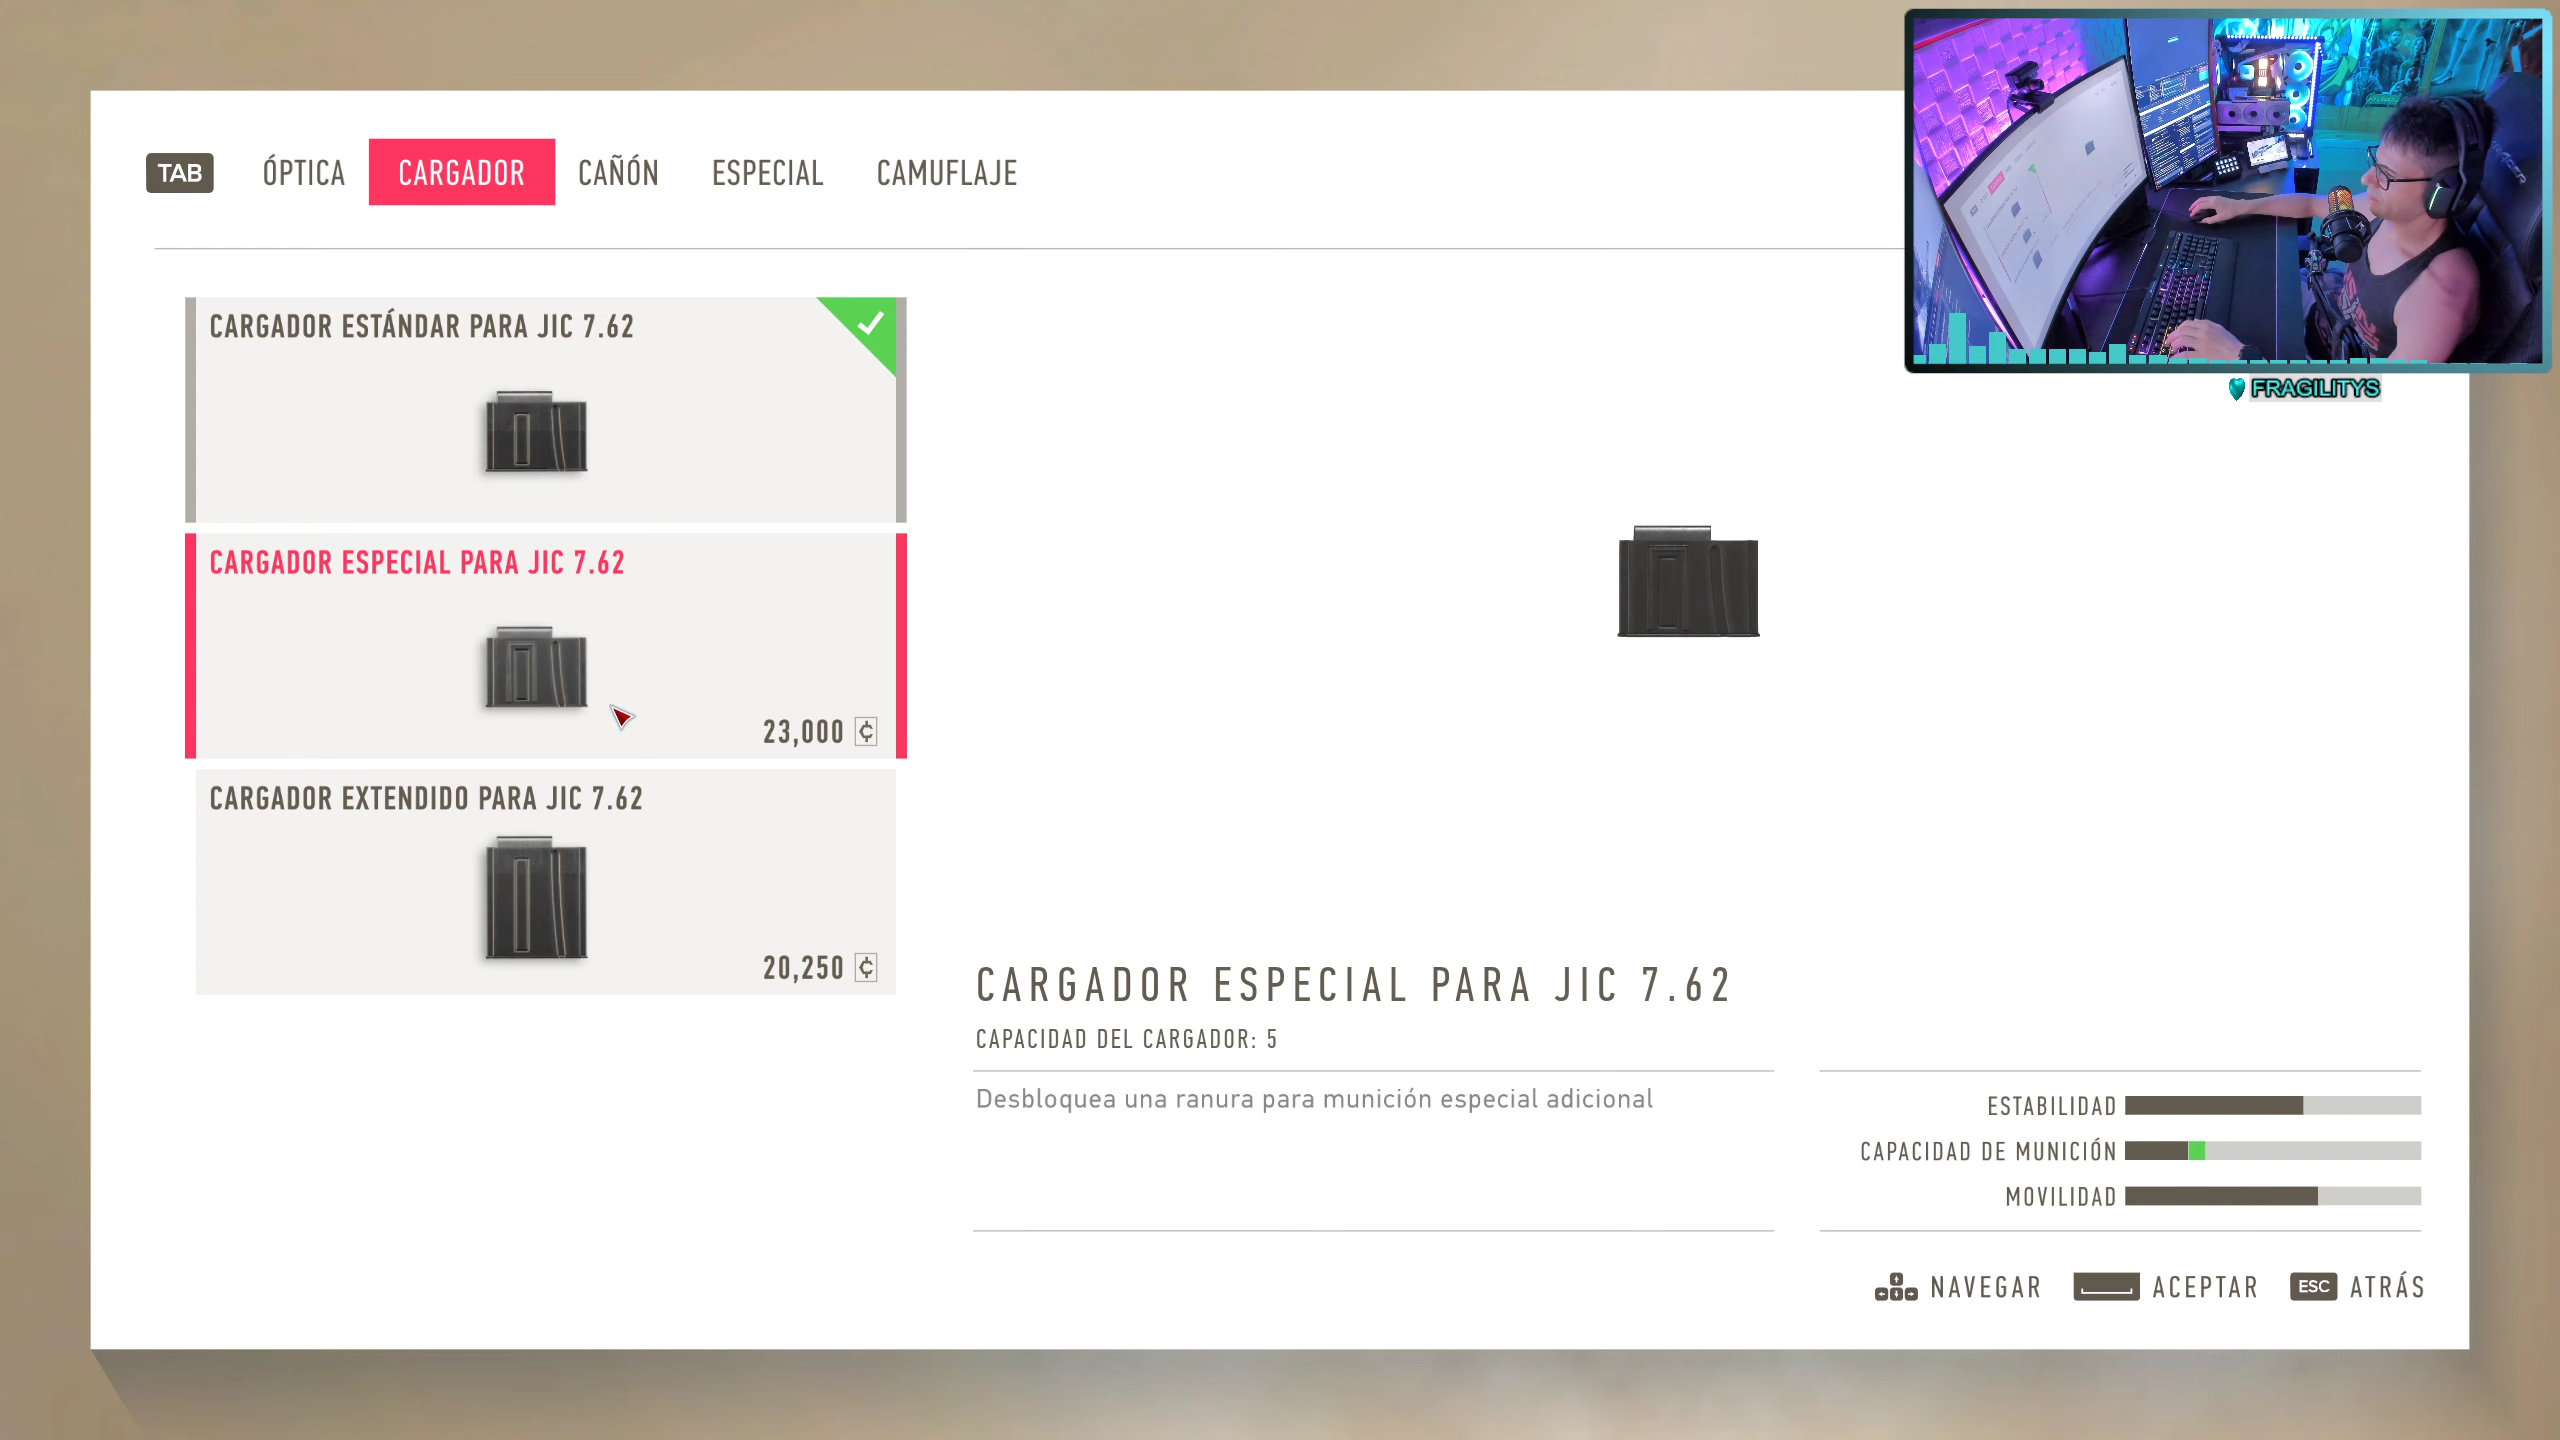 TAB
ÓPTICA
CARGADOR
CAÑÓN
ESPECIAL
CAMUFLAJE
FRAGILITYS
CARGADOR ESTÁNDAR PARA JIC 7.62
CARGADOR ESPECIAL PARA JIC 7.62
23,000
CARGADOR EXTENDIDO PARA JIC 7.62
20,250
CARGADOR ESPECIAL PARA JIC 7.62
CAPACIDAD DEL CARGADOR: 5
Desbloquea una ranura para munición especial adicional
ESTABILIDAD
CAPACIDAD DE MUNICIÓN
MOVILIDAD
NAVEGAR
ACEPTAR
ESC ATRÁS